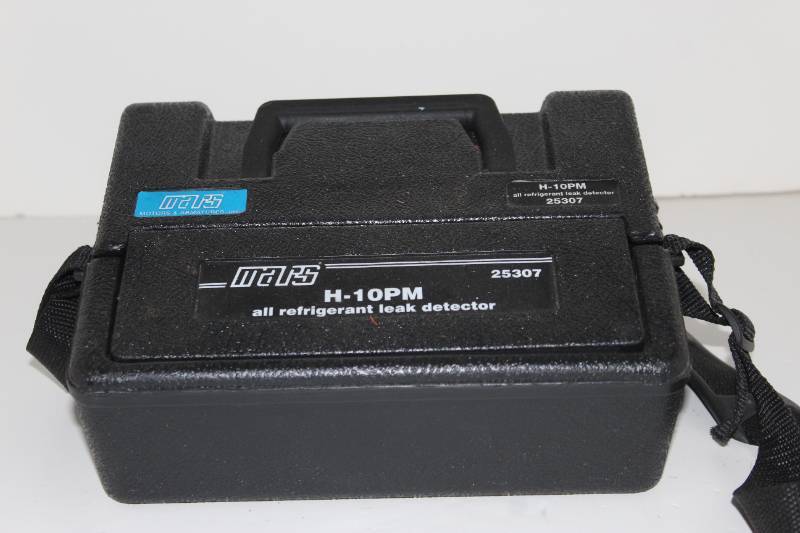 mars
MOTORS & ARMATURES, INC.
H-10PM
all refrigerant leak detector
25307
mars
25307
H-10PM
all refrigerant leak detector